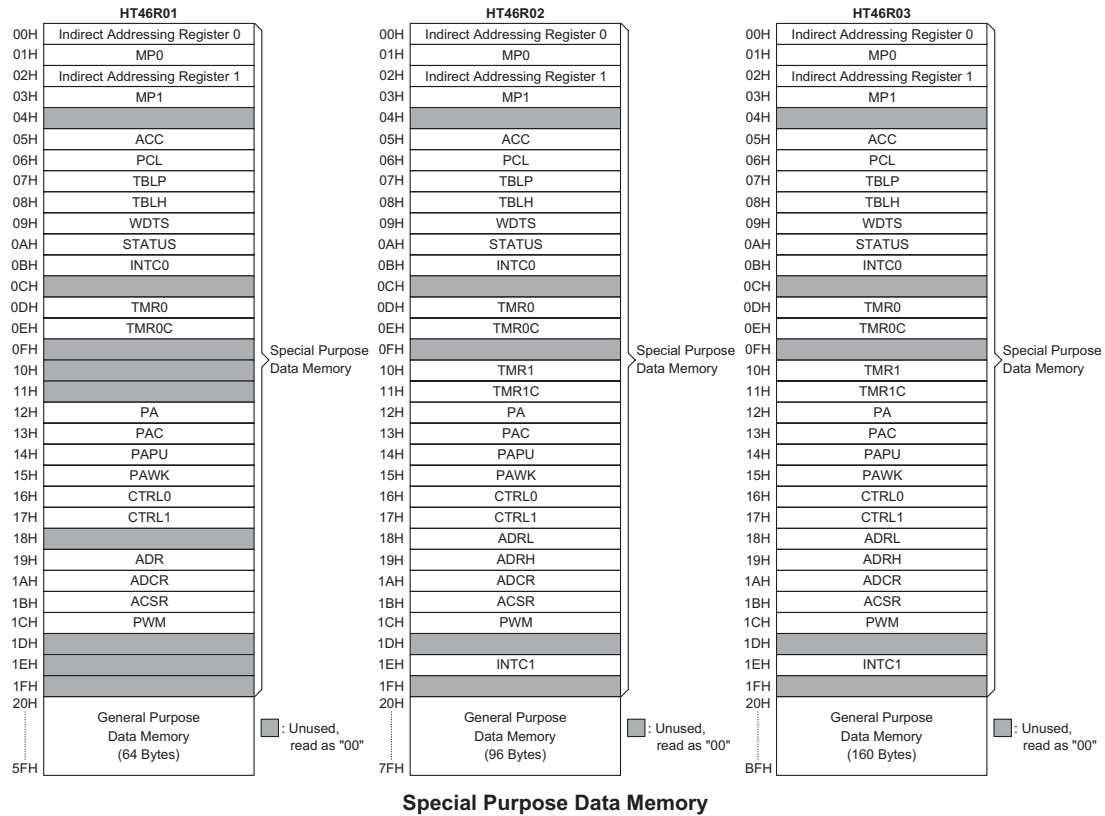 HT46R01
00H Indirect Addressing Register 0
01H MP0
02H Indirect Addressing Register 1
03H MP1
04H
05H ACC
06H PCL
07H TBLP
08H TBLH
09H WDTS
0AH STATUS
0BH INTC0
0CH
0DH TMR0
0EH TMR0C
0FH
10H
11H
12H PA
13H PAC
14H PAPU
15H PAWK
16H CTRL0
17H CTRL1
18H
19H ADR
1AH ADCR
1BH ACSR
1CH PWM
1DH
1EH
1FH
Special Purpose
Data Memory
20H
General Purpose
Data Memory
(64 Bytes)
5FH
: Unused,
read as "00"
HT46R02
00H Indirect Addressing Register 0
01H MP0
02H Indirect Addressing Register 1
03H MP1
04H
05H ACC
06H PCL
07H TBLP
08H TBLH
09H WDTS
0AH STATUS
0BH INTC0
0CH
0DH TMR0
0EH TMR0C
0FH
10H TMR1
11H TMR1C
12H PA
13H PAC
14H PAPU
15H PAWK
16H CTRL0
17H CTRL1
18H ADRL
19H ADRH
1AH ADCR
1BH ACSR
1CH PWM
1DH
1EH INTC1
1FH
Special Purpose
Data Memory
20H
General Purpose
Data Memory
(96 Bytes)
7FH
: Unused,
read as "00"
HT46R03
00H Indirect Addressing Register 0
01H MP0
02H Indirect Addressing Register 1
03H MP1
04H
05H ACC
06H PCL
07H TBLP
08H TBLH
09H WDTS
0AH STATUS
0BH INTC0
0CH
0DH TMR0
0EH TMR0C
0FH
10H TMR1
11H TMR1C
12H PA
13H PAC
14H PAPU
15H PAWK
16H CTRL0
17H CTRL1
18H ADRL
19H ADRH
1AH ADCR
1BH ACSR
1CH PWM
1DH
1EH INTC1
1FH
Special Purpose
Data Memory
20H
General Purpose
Data Memory
(160 Bytes)
BFH
: Unused,
read as "00"
Special Purpose Data Memory